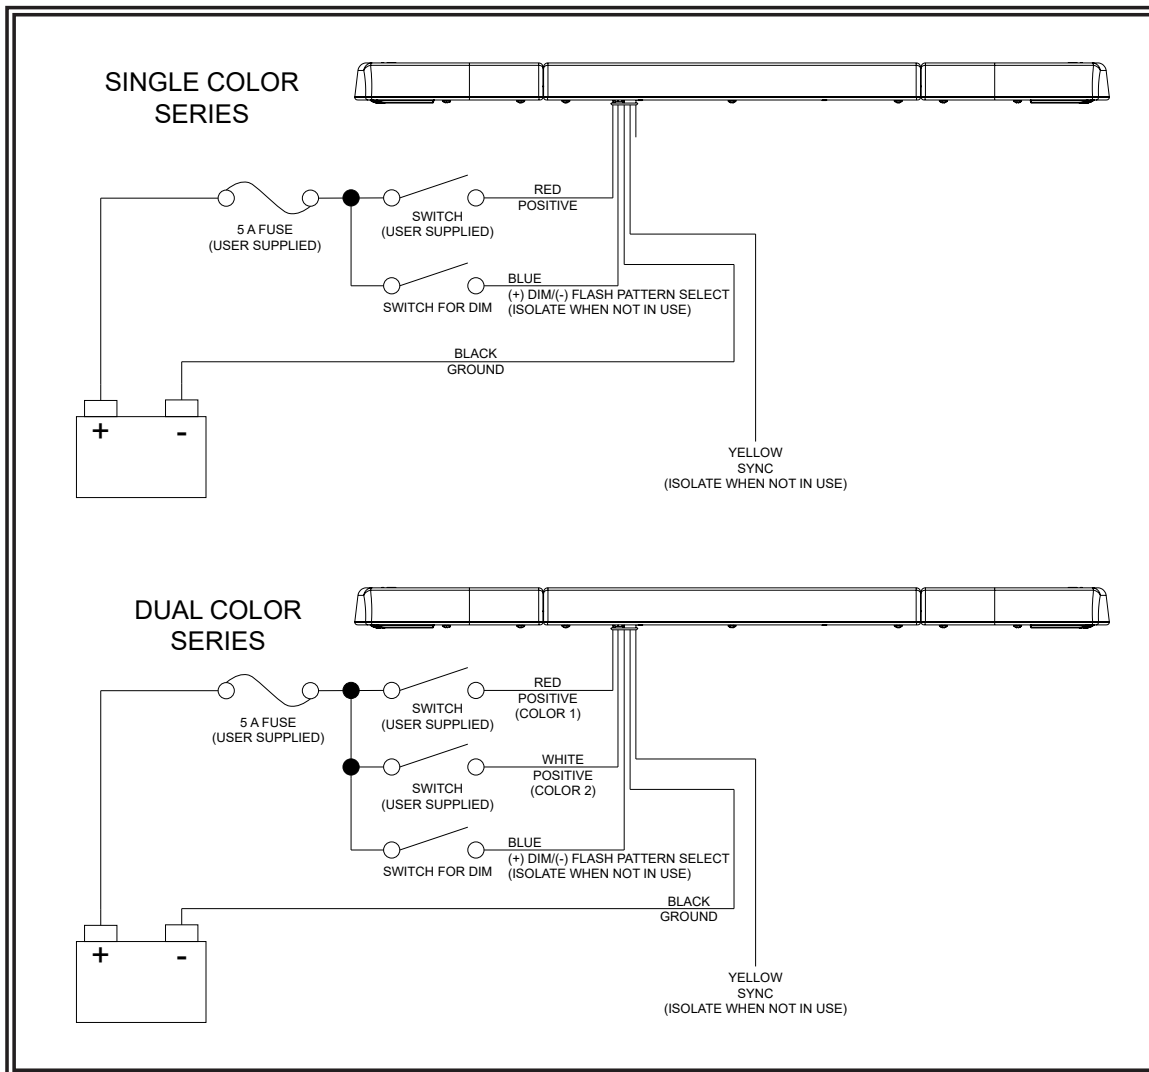 SINGLE COLOR
SERIES
RED
POSITIVE
SWITCH
(USER SUPPLIED)
5 A FUSE
(USER SUPPLIED)
BLUE
(+) DIM/(-) FLASH PATTERN SELECT
(ISOLATE WHEN NOT IN USE)
SWITCH FOR DIM
BLACK
GROUND
+ -
YELLOW
SYNC
(ISOLATE WHEN NOT IN USE)
DUAL COLOR
SERIES
RED
POSITIVE
(COLOR 1)
SWITCH
(USER SUPPLIED)
5 A FUSE
(USER SUPPLIED)
WHITE
POSITIVE
(COLOR 2)
SWITCH
(USER SUPPLIED)
BLUE
(+) DIM/(-) FLASH PATTERN SELECT
(ISOLATE WHEN NOT IN USE)
SWITCH FOR DIM
BLACK
GROUND
+ -
YELLOW
SYNC
(ISOLATE WHEN NOT IN USE)